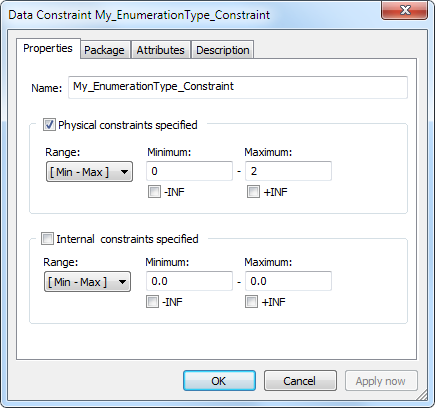 Data Constraint My_EnumerationType_Constraint
Properties Package Attributes Description
Name: My_EnumerationType_Constraint
Physical constraints specified
Range: Minimum: Maximum:
[ Min - Max ] 0 - 2
-INF +INF
Internal constraints specified
Range: Minimum: Maximum:
[ Min - Max ] 0.0 - 0.0
-INF +INF
OK Cancel Apply now